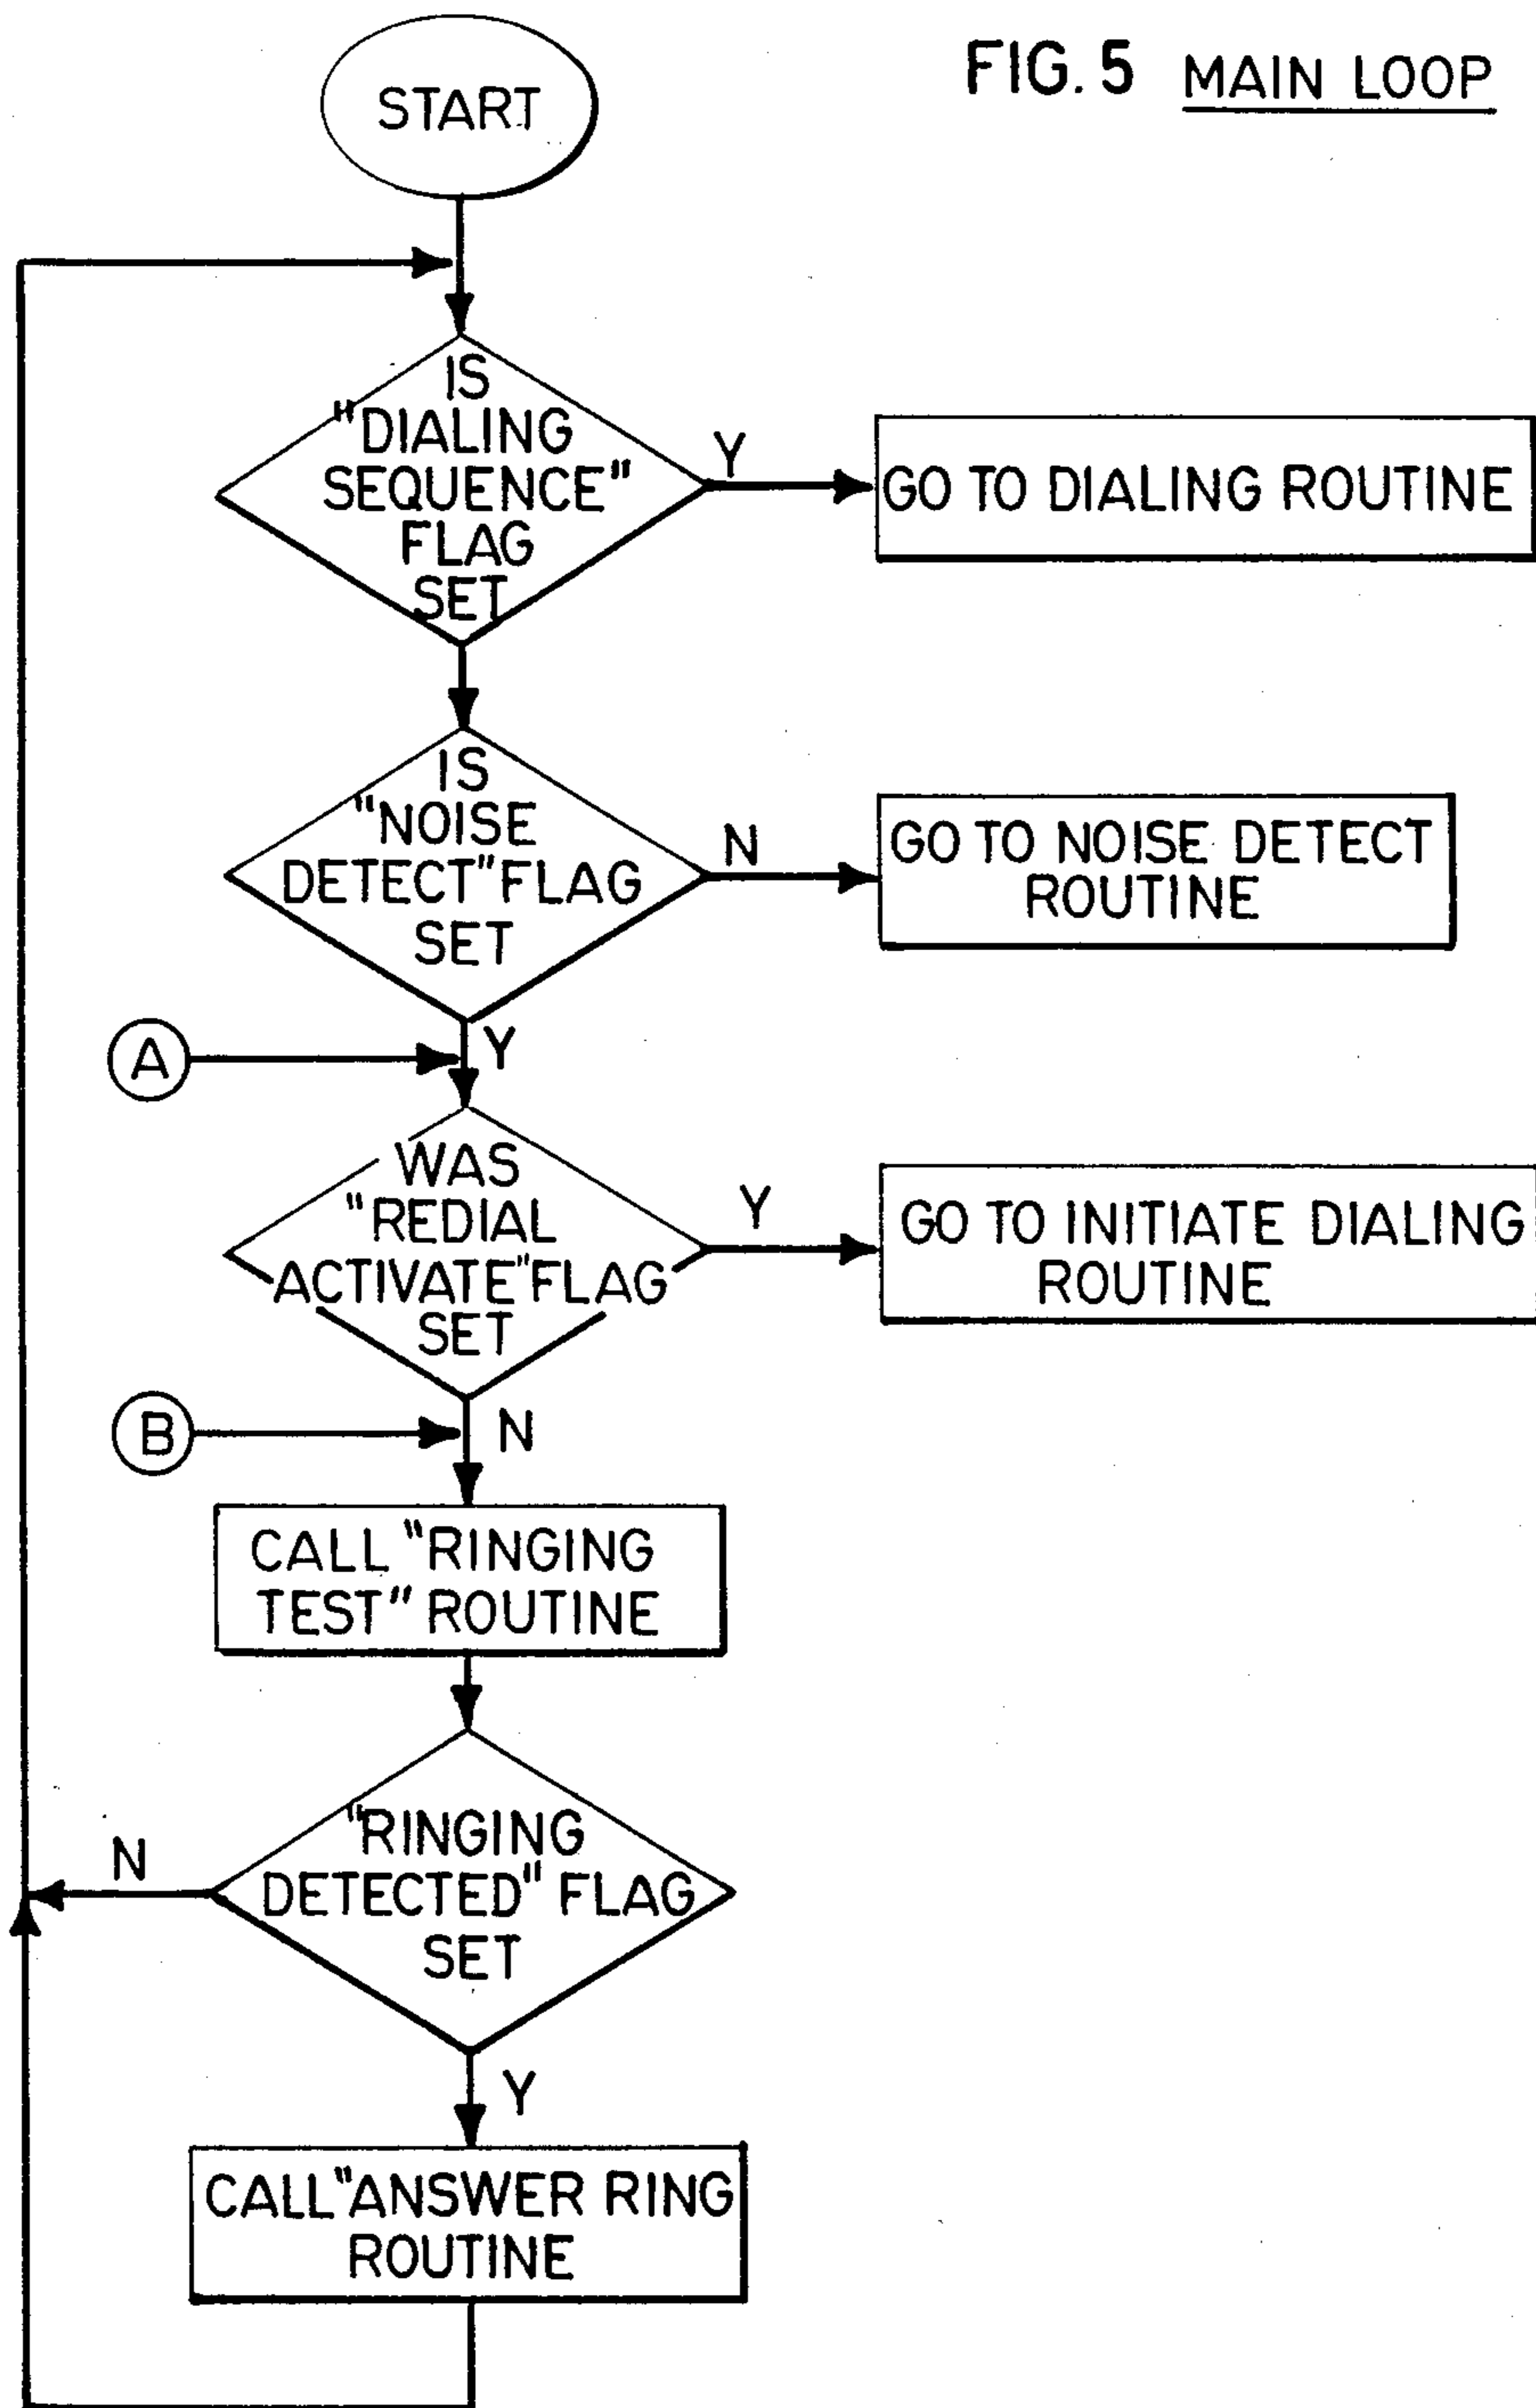 FIG. 5 MAIN LOOP
START
IS
"DIALING
SEQUENCE"
FLAG
SET
Y
GO TO DIALING ROUTINE
IS
"NOISE
DETECT" FLAG
SET
N
GO TO NOISE DETECT
ROUTINE
A
Y
WAS
"REDIAL
ACTIVATE" FLAG
SET
Y
GO TO INITIATE DIALING
ROUTINE
B
N
CALL "RINGING
TEST" ROUTINE
"RINGING
DETECTED" FLAG
SET
N
Y
CALL "ANSWER RING
ROUTINE